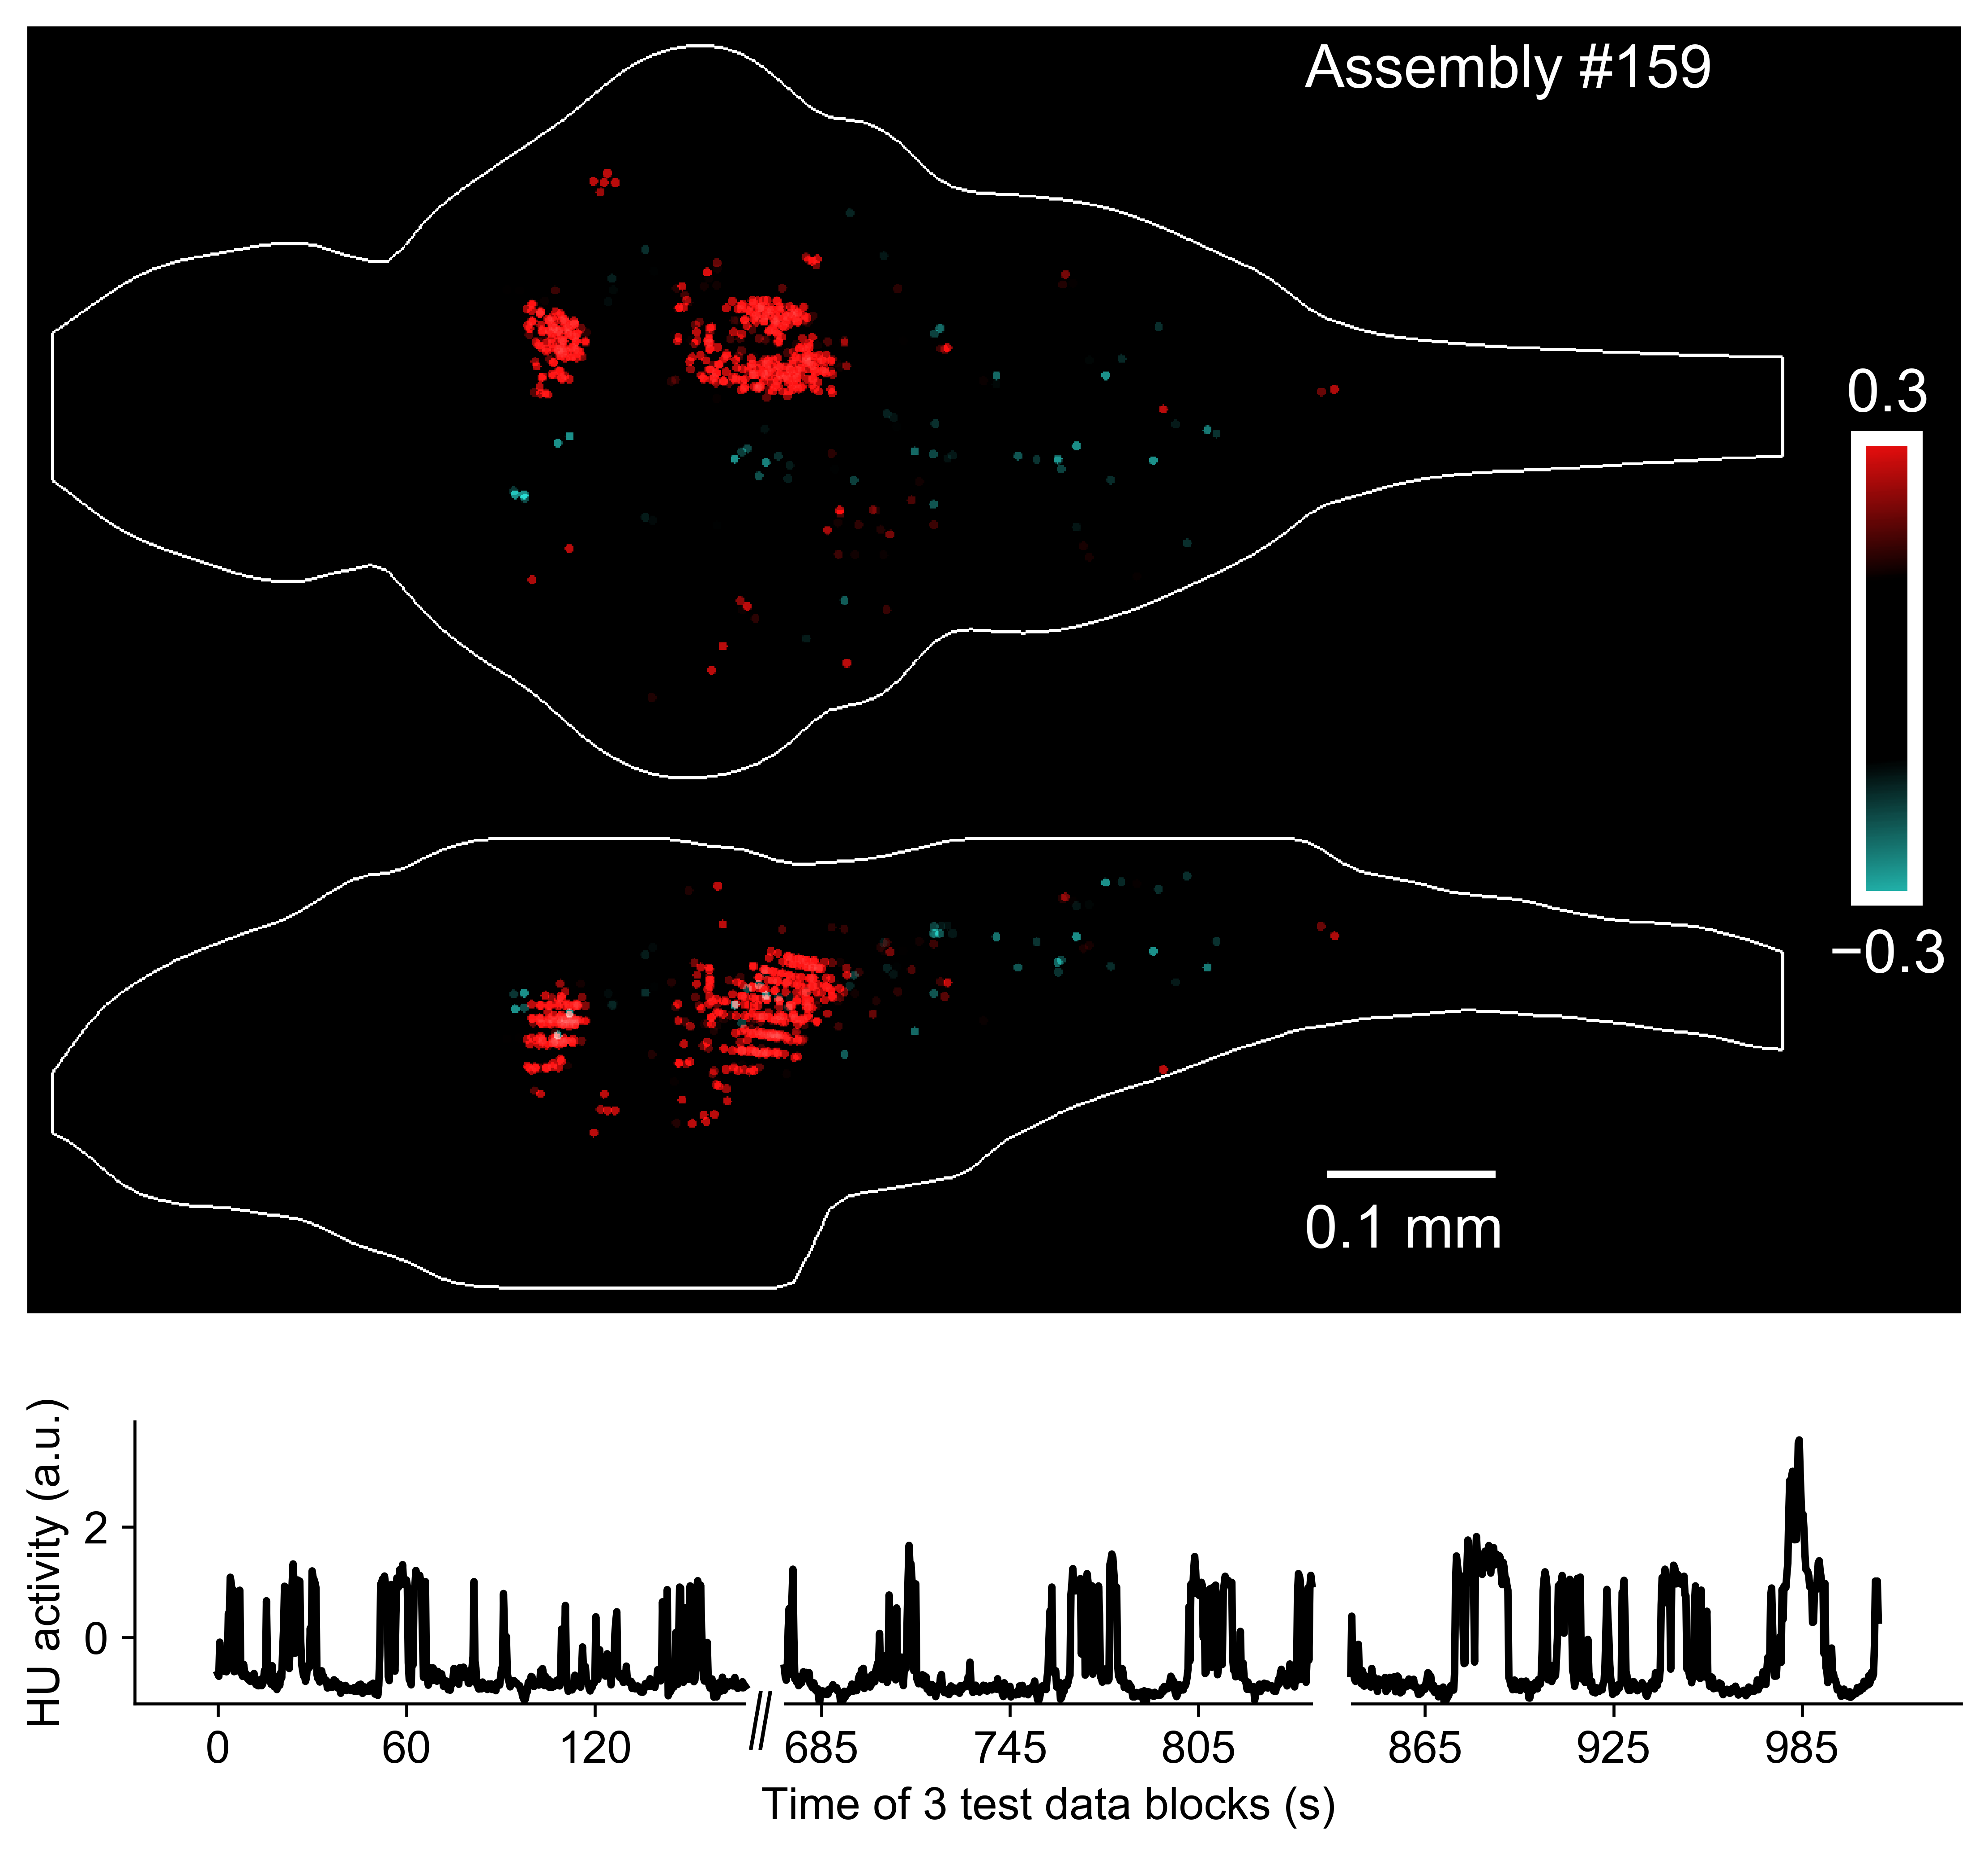 Assembly #159
0.3
−0.3
0.1 mm
HU activity (a.u.)
2
0
0 60 120 685 745 805 865 925 985
Time of 3 test data blocks (s)